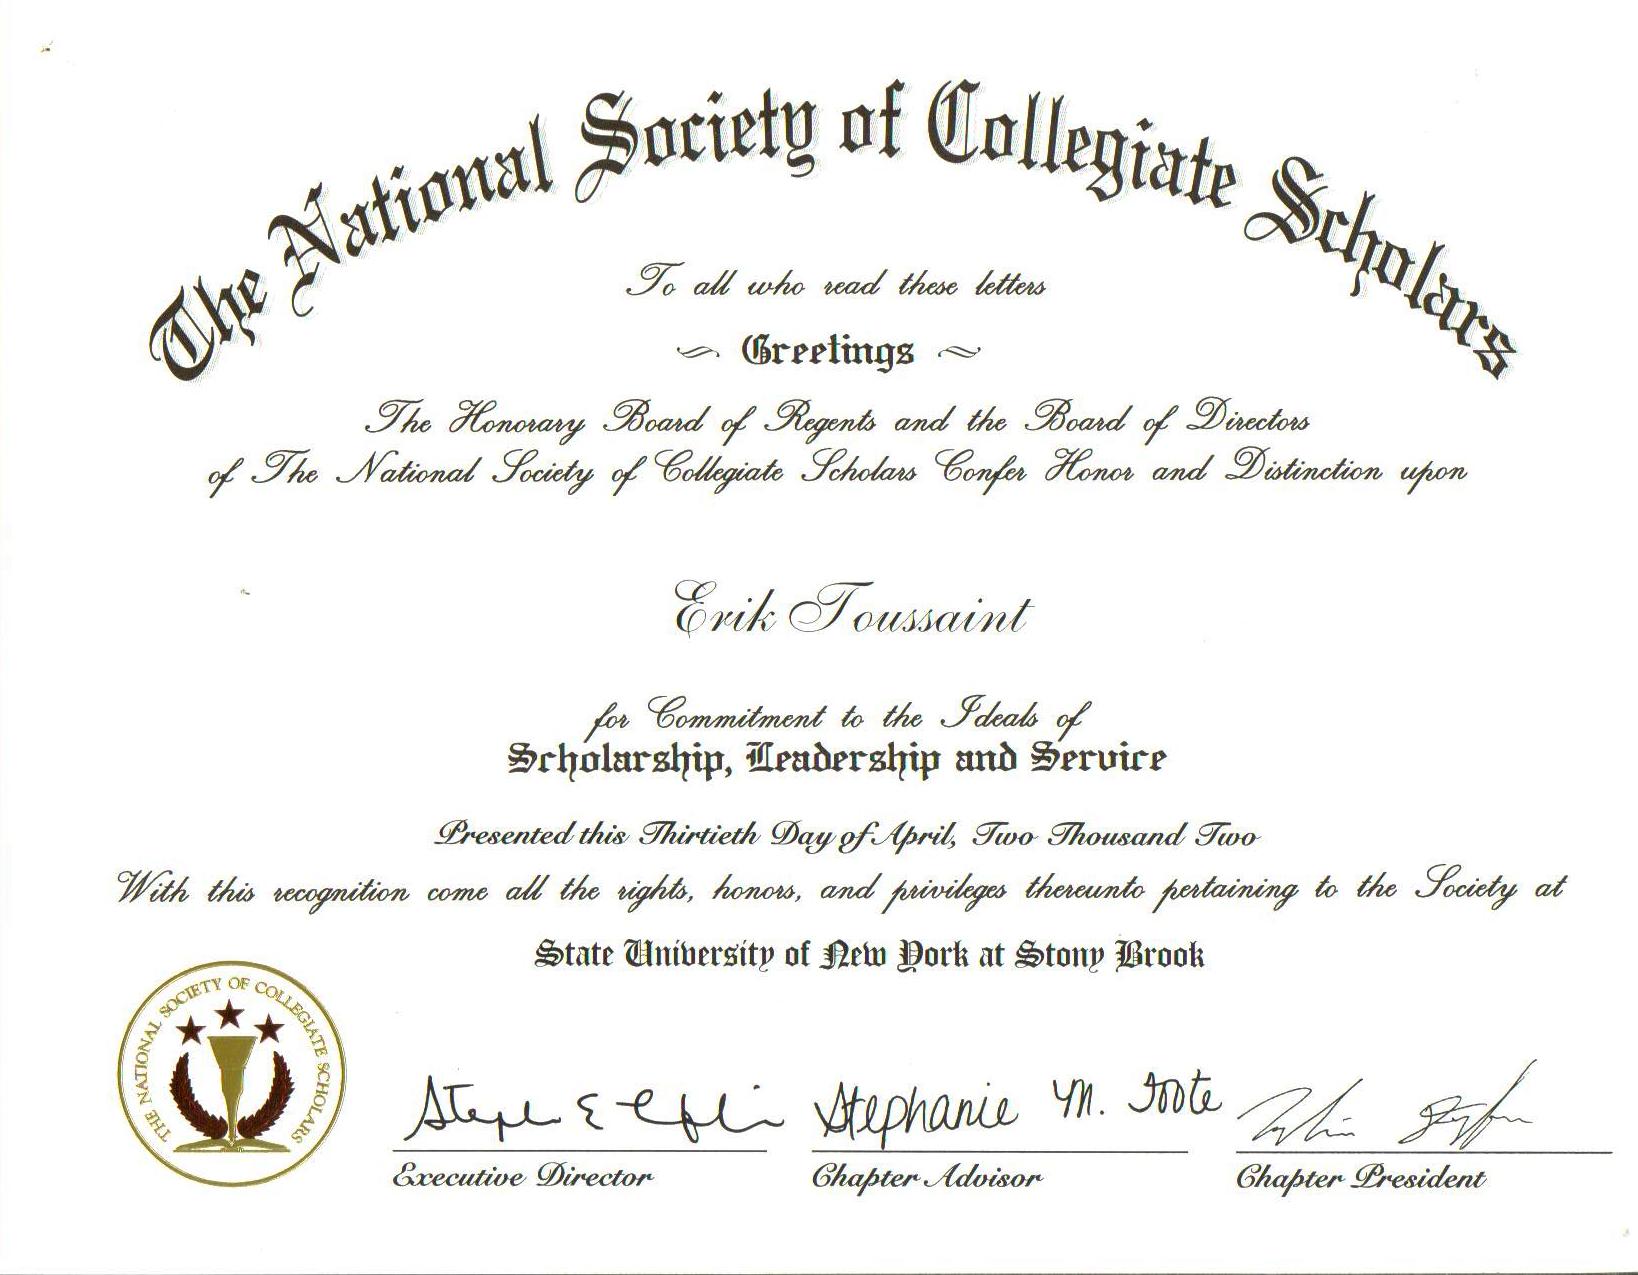 The National Society of Collegiate Scholars
To all who read these letters
Greetings
The Honorary Board of Regents and the Board of Directors
of The National Society of Collegiate Scholars Confer Honor and Distinction upon
Erik Toussaint
for Commitment to the Ideals of
Scholarship, Leadership and Service
Presented this Thirtieth Day of April, Two Thousand Two
With this recognition come all the rights, honors, and privileges thereunto pertaining to the Society at
State University of New York at Stony Brook
THE NATIONAL SOCIETY OF COLLEGIATE SCHOLARS
Stephanie M. Foote
Executive Director
Chapter Advisor
Chapter President